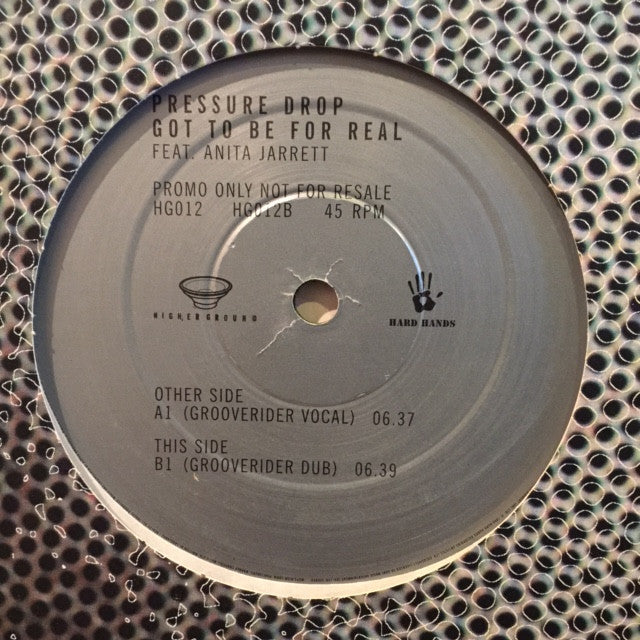 PRESSURE DROP
GOT TO BE FOR REAL
FEAT. ANITA JARRETT
PROMO ONLY NOT FOR RESALE
HG012 HG012B 45 RPM
HIGHER GROUND
HARD HANDS
OTHER SIDE
A1 (GROOVERIDER VOCAL) 06.37
THIS SIDE
B1 (GROOVERIDER DUB) 06.39